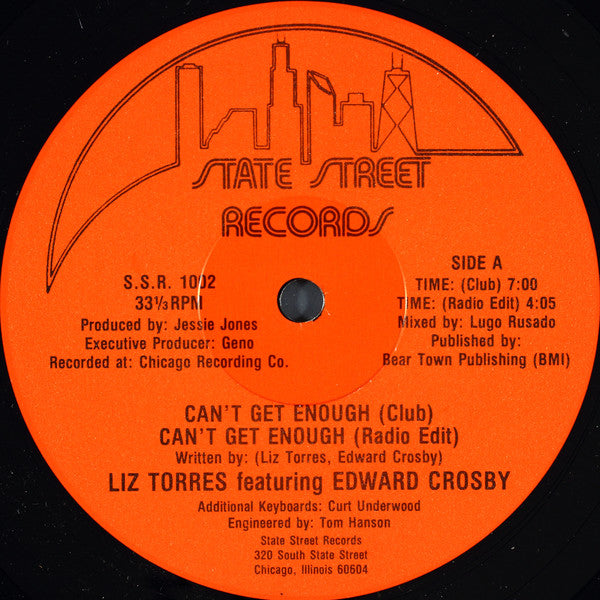 STATE STREET
RECORDS
S.S.R. 1002
33⅓ RPM
Produced by: Jessie Jones
Executive Producer: Geno
Recorded at: Chicago Recording Co.
SIDE A
TIME: (Club) 7:00
TIME: (Radio Edit) 4:05
Mixed by: Lugo Rusado
Published by:
Bear Town Publishing (BMI)
CAN'T GET ENOUGH (Club)
CAN'T GET ENOUGH (Radio Edit)
Written by: (Liz Torres, Edward Crosby)
LIZ TORRES featuring EDWARD CROSBY
Additional Keyboards: Curt Underwood
Engineered by: Tom Hanson
State Street Records
320 South State Street
Chicago, Illinois 60604